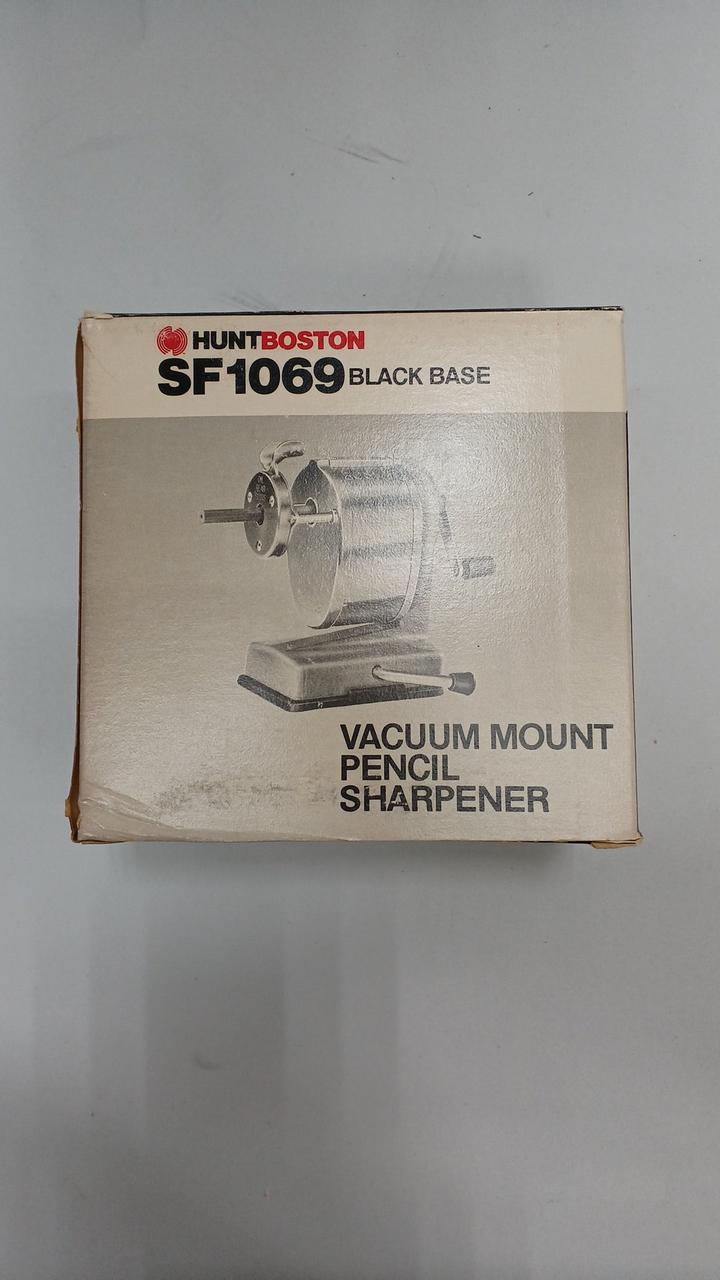 HUNTBOSTON
SF1069 BLACK BASE
VACUUM MOUNT
PENCIL
SHARPENER